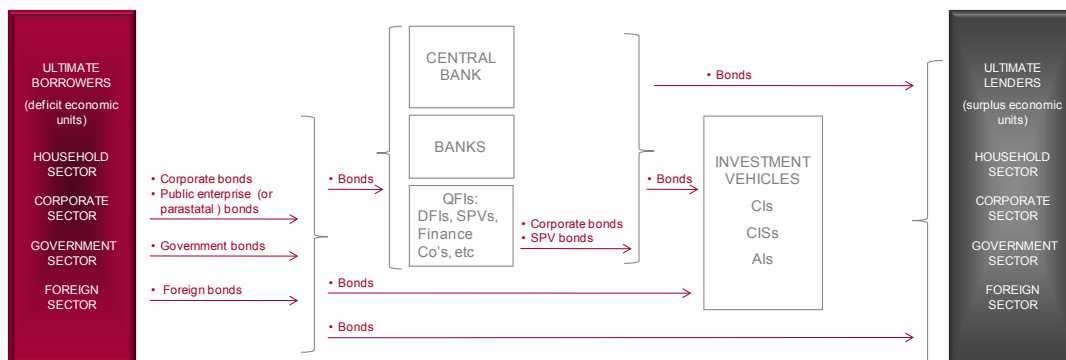 ULTIMATE
BORROWERS
(deficit economic
units)
HOUSEHOLD
SECTOR
CORPORATE
SECTOR
GOVERNMENT
SECTOR
FOREIGN
SECTOR
• Corporate bonds
• Public enterprise (or
parastatal) bonds
• Government bonds
• Foreign bonds
• Bonds
• Bonds
• Bonds
CENTRAL
BANK
BANKS
QFIs:
DFIs, SPVs,
Finance
Co's, etc
• Corporate bonds
• SPV bonds
• Bonds
• Bonds
INVESTMENT
VEHICLES
CIs
CISs
AIs
ULTIMATE
LENDERS
(surplus economic
units)
HOUSEHOLD
SECTOR
CORPORATE
SECTOR
GOVERNMENT
SECTOR
FOREIGN
SECTOR